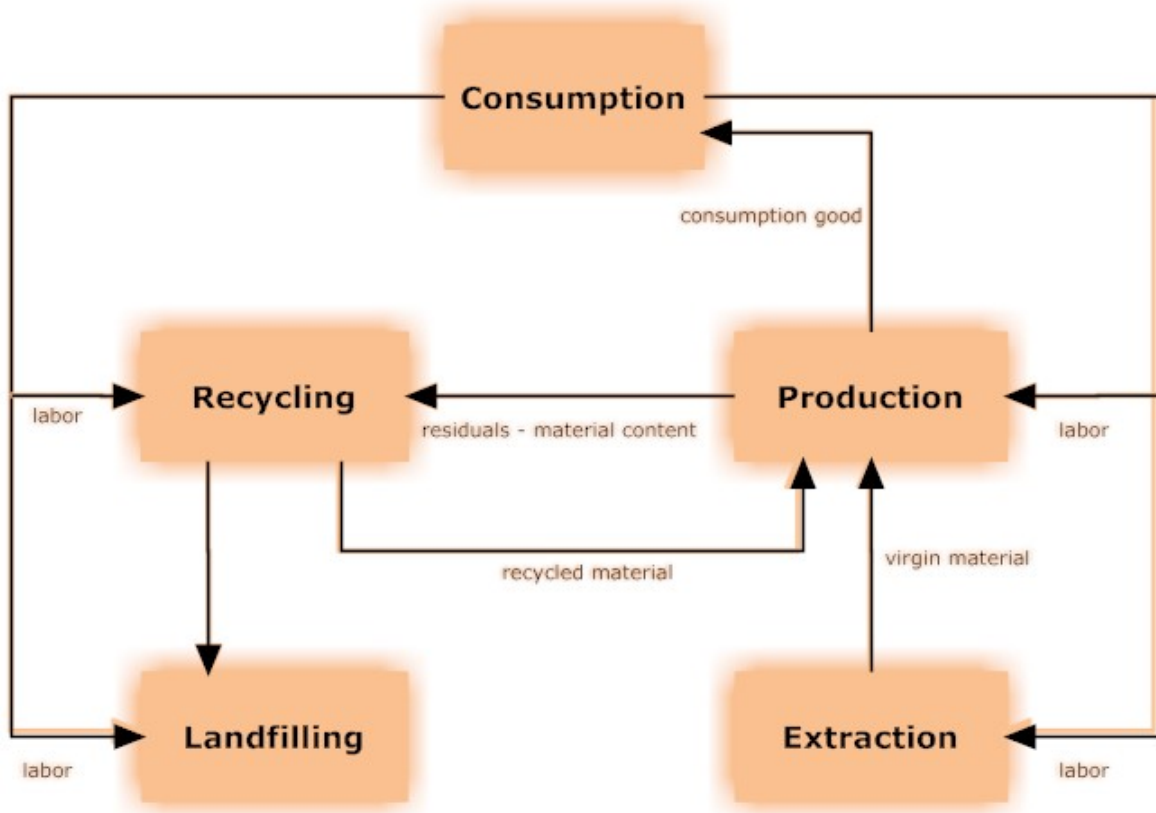 Consumption
consumption good
Recycling
Production
labor
residuals - material content
labor
recycled material
virgin material
Landfilling
Extraction
labor
labor